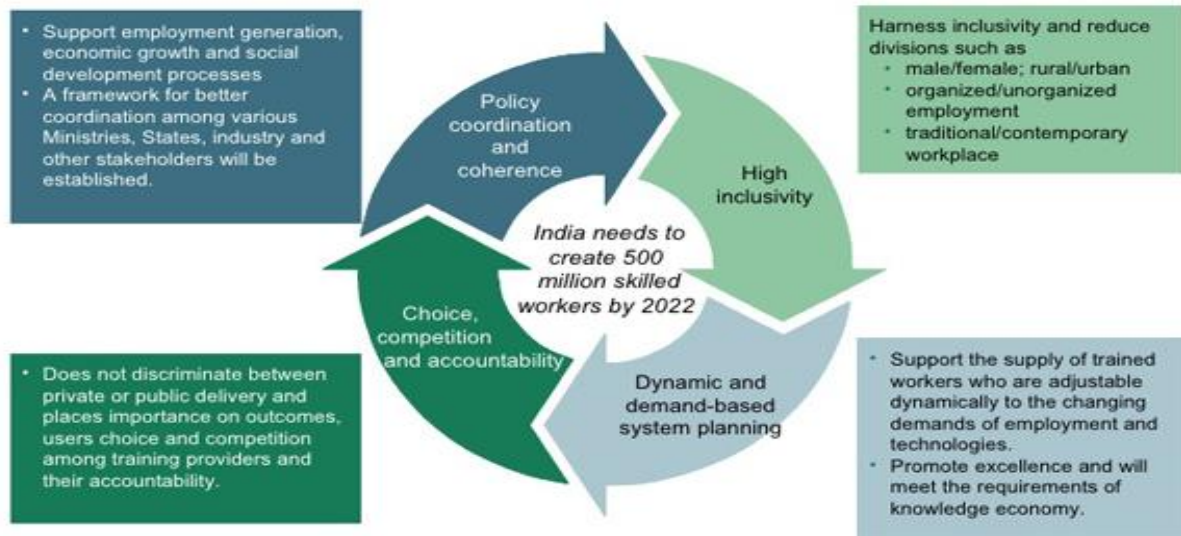 • Support employment generation,
economic growth and social
development processes
• A framework for better
coordination among various
Ministries, States, industry and
other stakeholders will be
established.
Policy
coordination
and
coherence
Harness inclusivity and reduce
divisions such as
• male/female; rural/urban
• organized/unorganized
employment
• traditional/contemporary
workplace
High
inclusivity
India needs to
create 500
million skilled
workers by 2022
Choice,
competition
and accountability
• Does not discriminate between
private or public delivery and
places importance on outcomes,
users choice and competition
among training providers and
their accountability.
Dynamic and
demand-based
system planning
• Support the supply of trained
workers who are adjustable
dynamically to the changing
demands of employment and
technologies.
• Promote excellence and will
meet the requirements of
knowledge economy.